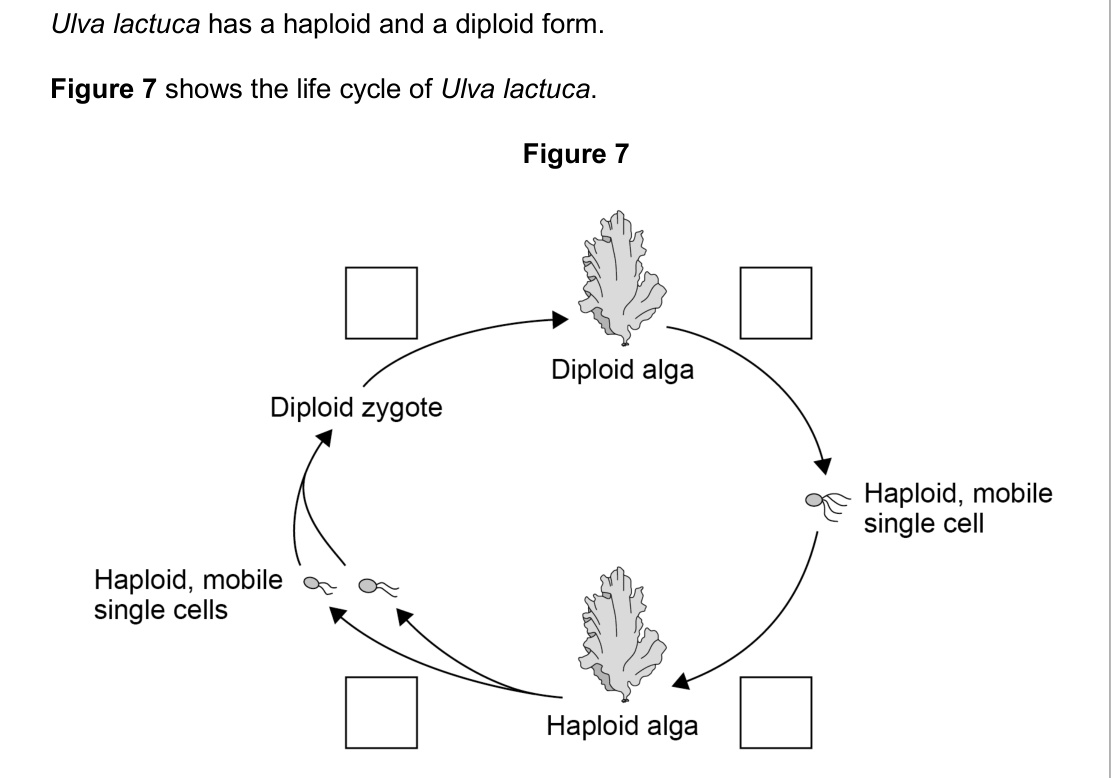 Ulva lactuca has a haploid and a diploid form.
Figure 7 shows the life cycle of Ulva lactuca.
Figure 7
Diploid alga
Diploid zygote
Haploid, mobile
single cell
Haploid, mobile
single cells
Haploid alga